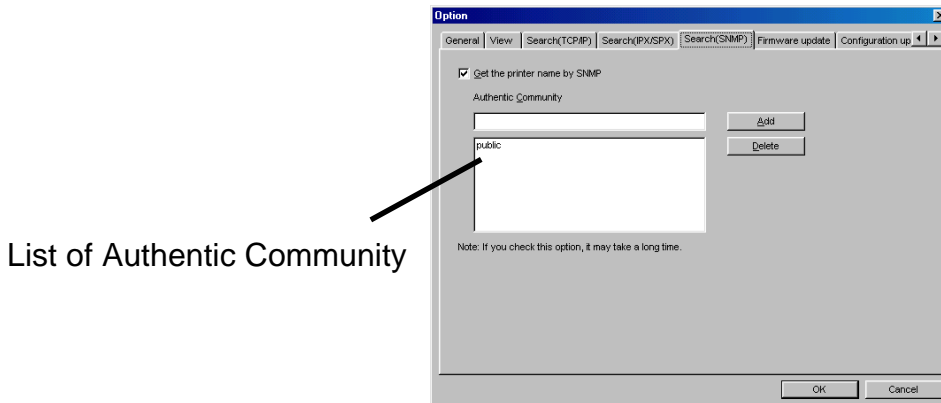 Option
General View Search(TCP/IP) Search(IPX/SPX) Search(SNMP) Firmware update Configuration up
Get the printer name by SNMP
Authentic Community
Add
public
Delete
Note: If you check this option, it may take a long time.
List of Authentic Community
OK Cancel